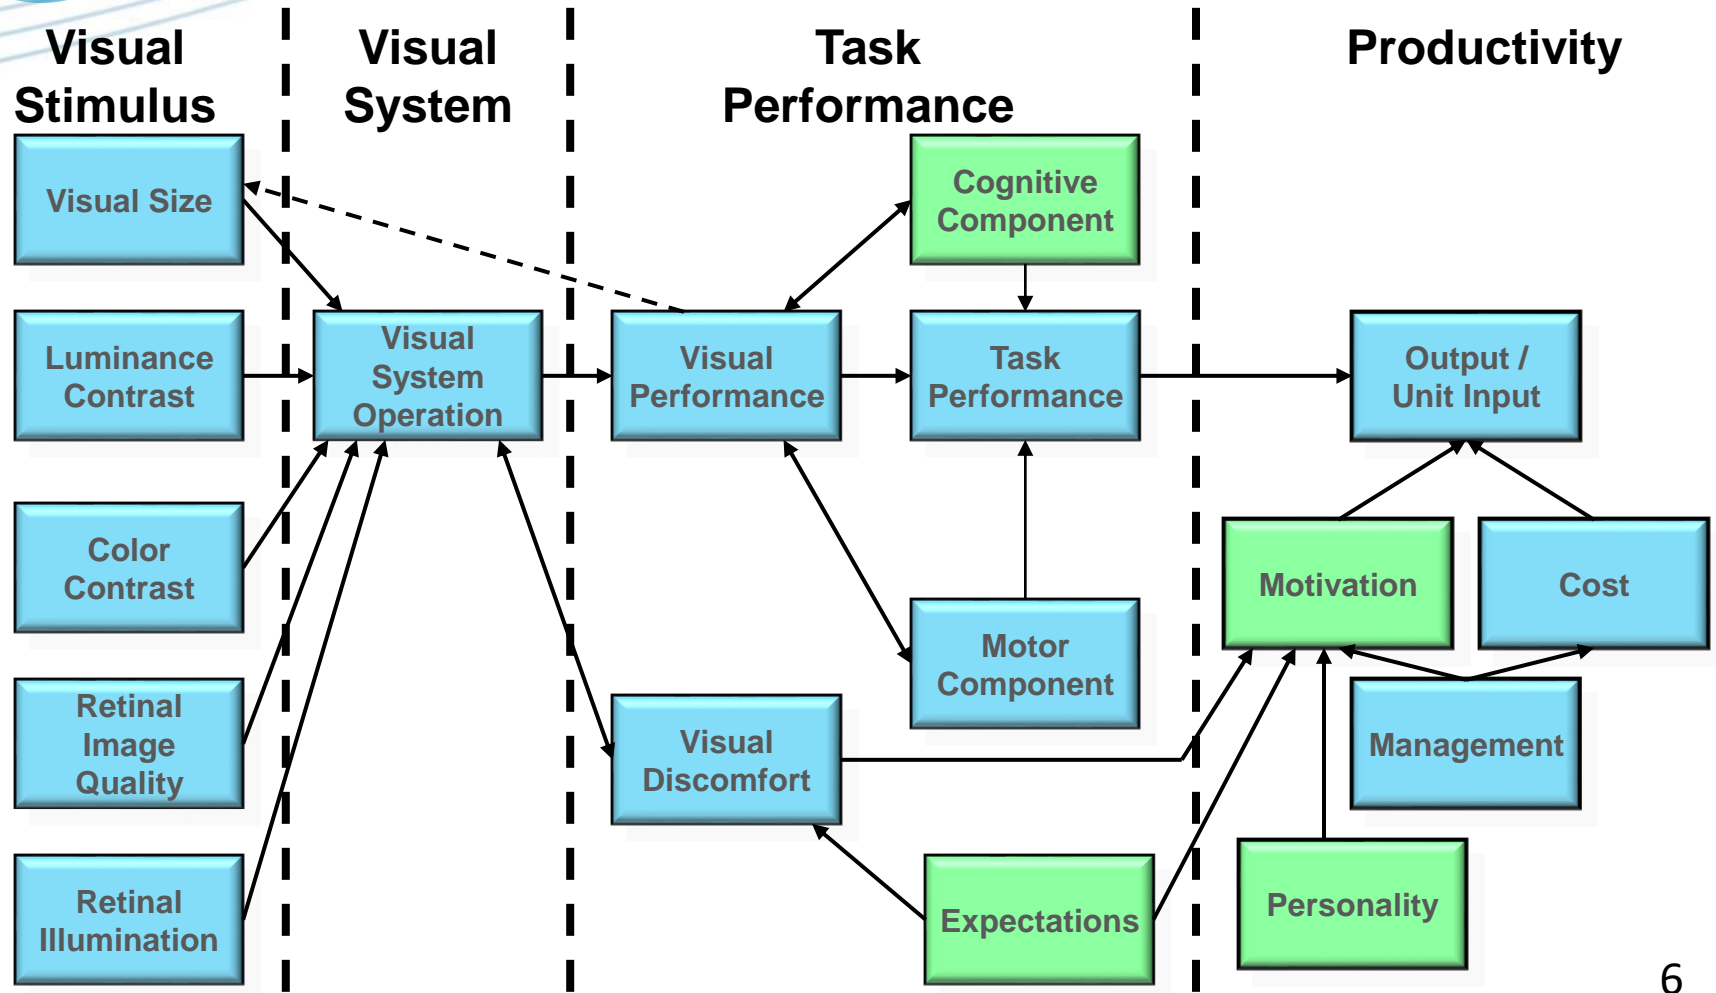 Visual
Stimulus
Visual
System
Task
Performance
Productivity
Visual Size
Cognitive
Component
Luminance
Contrast
Visual
System
Operation
Visual
Performance
Task
Performance
Output /
Unit Input
Color
Contrast
Motivation
Cost
Motor
Component
Retinal
Image
Quality
Visual
Discomfort
Management
Retinal
Illumination
Expectations
Personality
6